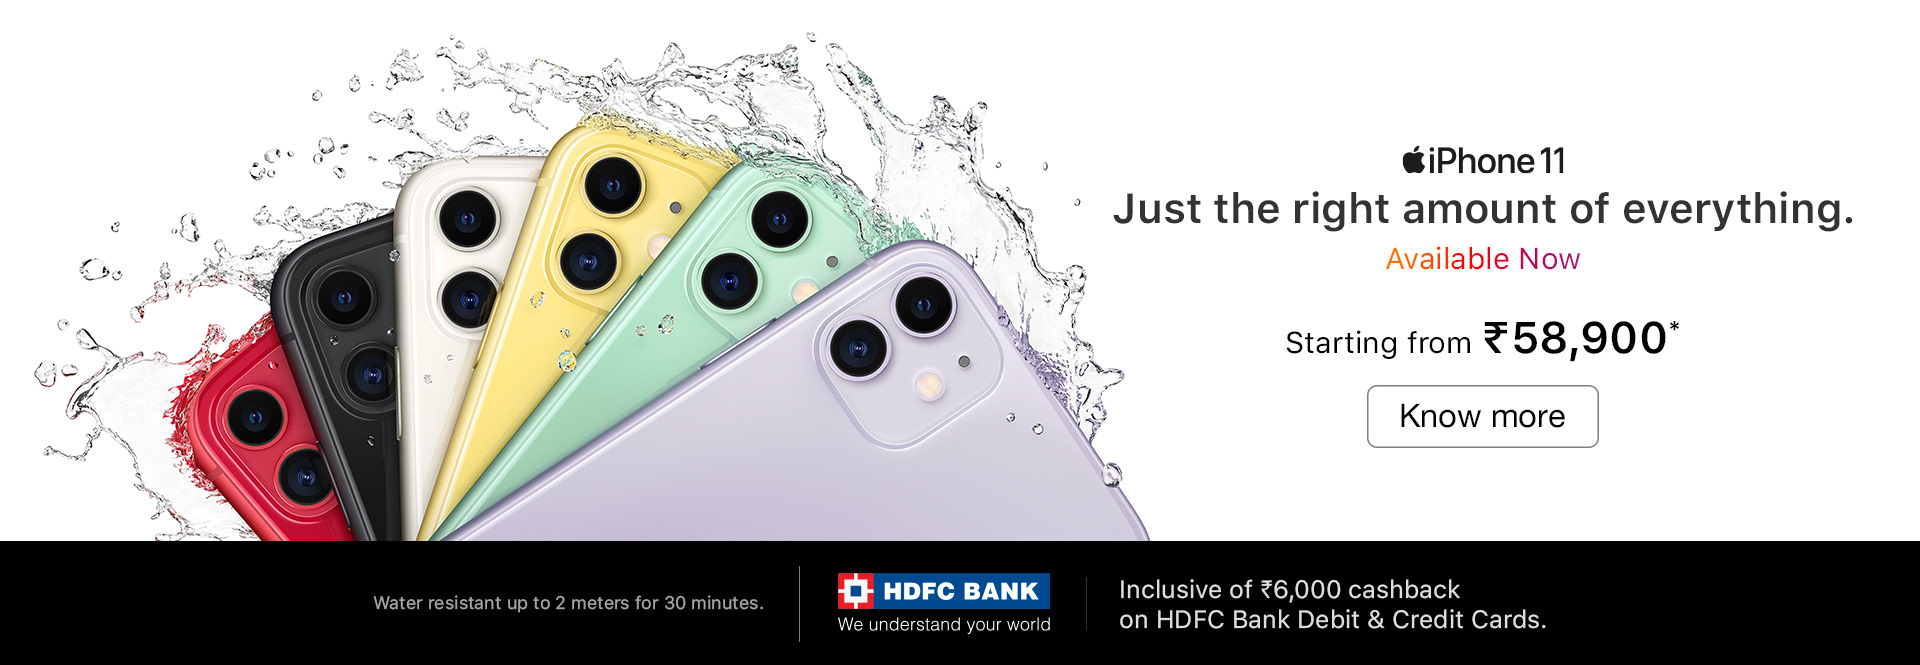 iPhone 11
Just the right amount of everything.
Available Now
Starting from ₹58,900*
Know more
Water resistant up to 2 meters for 30 minutes.
HDFC BANK
We understand your world
Inclusive of ₹6,000 cashback
on HDFC Bank Debit & Credit Cards.